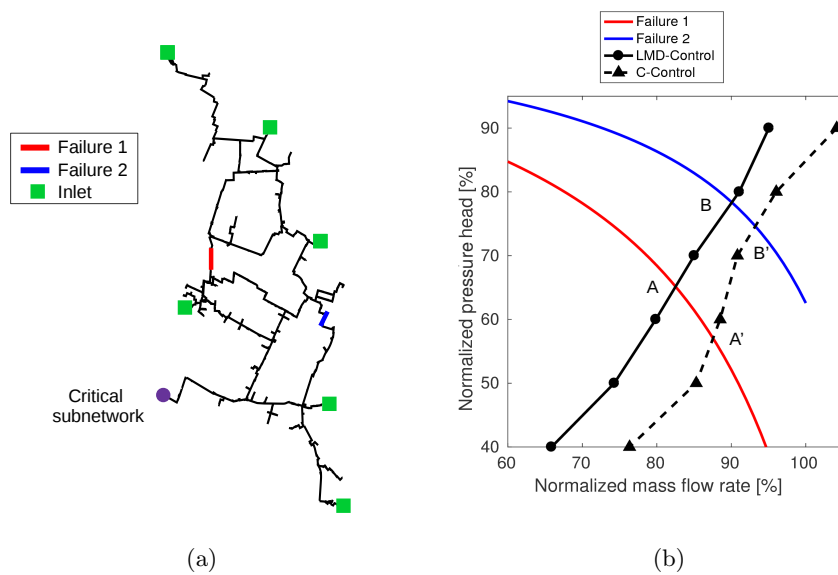 Failure 1
Failure 2
Inlet
Critical
subnetwork
(a)
Failure 1
Failure 2
LMD-Control
C-Control
Normalized pressure head [%]
90
80
70
60
50
40
B
B'
A
A'
60
70
80
90
100
Normalized mass flow rate [%]
(b)